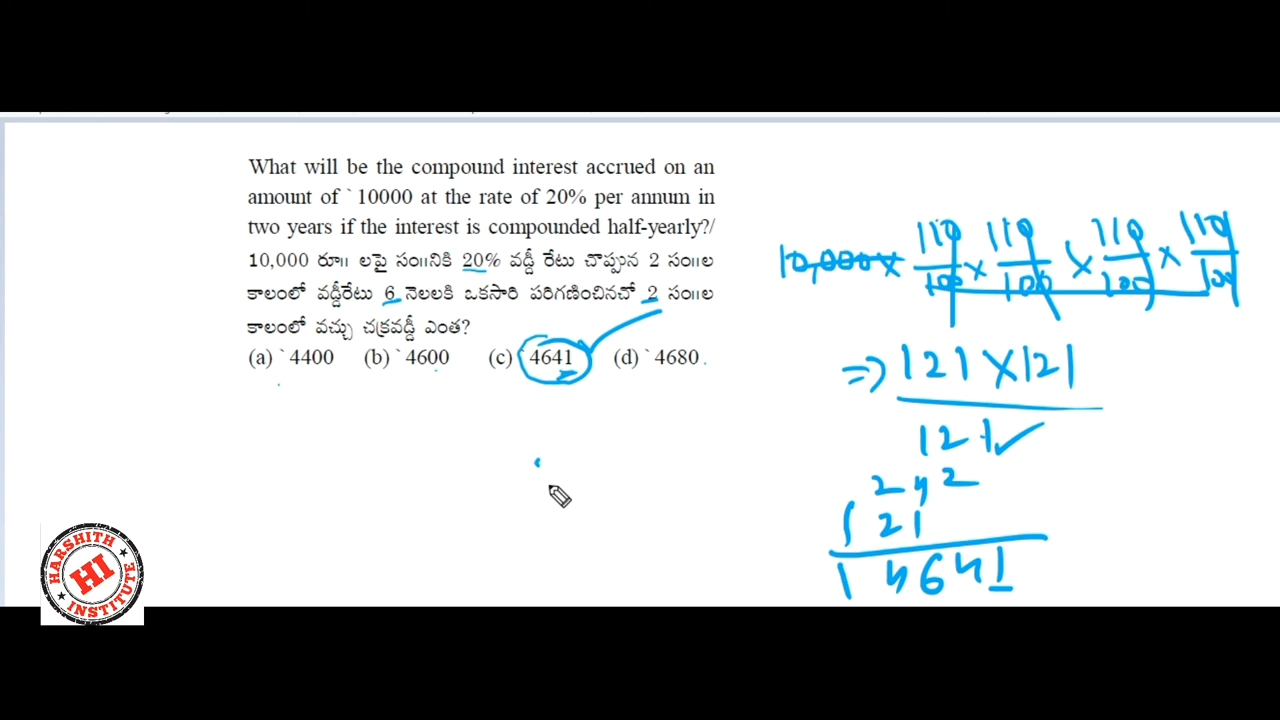 What will be the compound interest accrued on an
amount of ` 10000 at the rate of 20% per annum in
two years if the interest is compounded half-yearly?/
10,000 రూ॥ లపై సం॥నికి 20% వడ్డీ రేటు చొప్పున 2 సం॥ల
కాలంలో వడ్డీరేటు 6 నెలలకి ఒకసారి పరిగణించినచో 2 సం॥ల
కాలంలో వచ్చు చక్రవడ్డీ ఎంత?
(a) ` 4400 (b) ` 4600 (c) ` 4641 (d) ` 4680
10,000 × 110/100 × 110/100 × 110/100 × 110/100
=> 121 × 121
121
242
121
14641
HARSHITH
HI
INSTITUTE